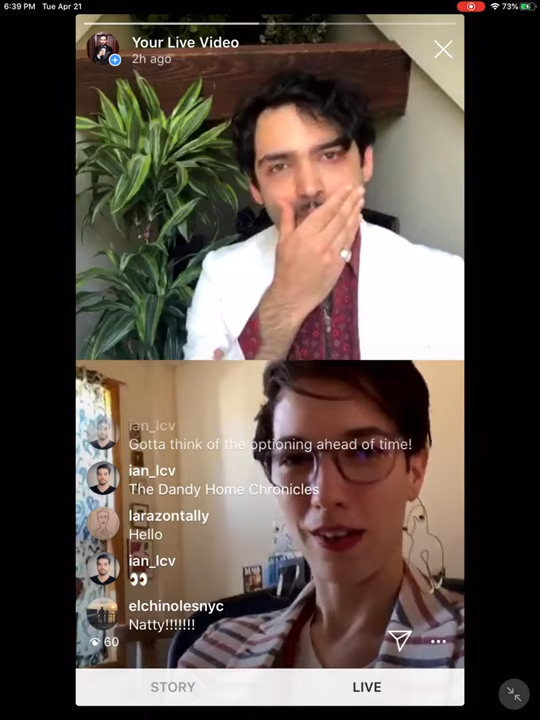 6:39 PM Tue Apr 21
73%
Your Live Video
2h ago
ian_lcv
Gotta think of the optioning ahead of time!
ian_lcv
The Dandy Home Chronicles
larazontally
Hello
ian_lcv
👀
elchinolesnyc
Natty!!!!!!!
60
STORY LIVE